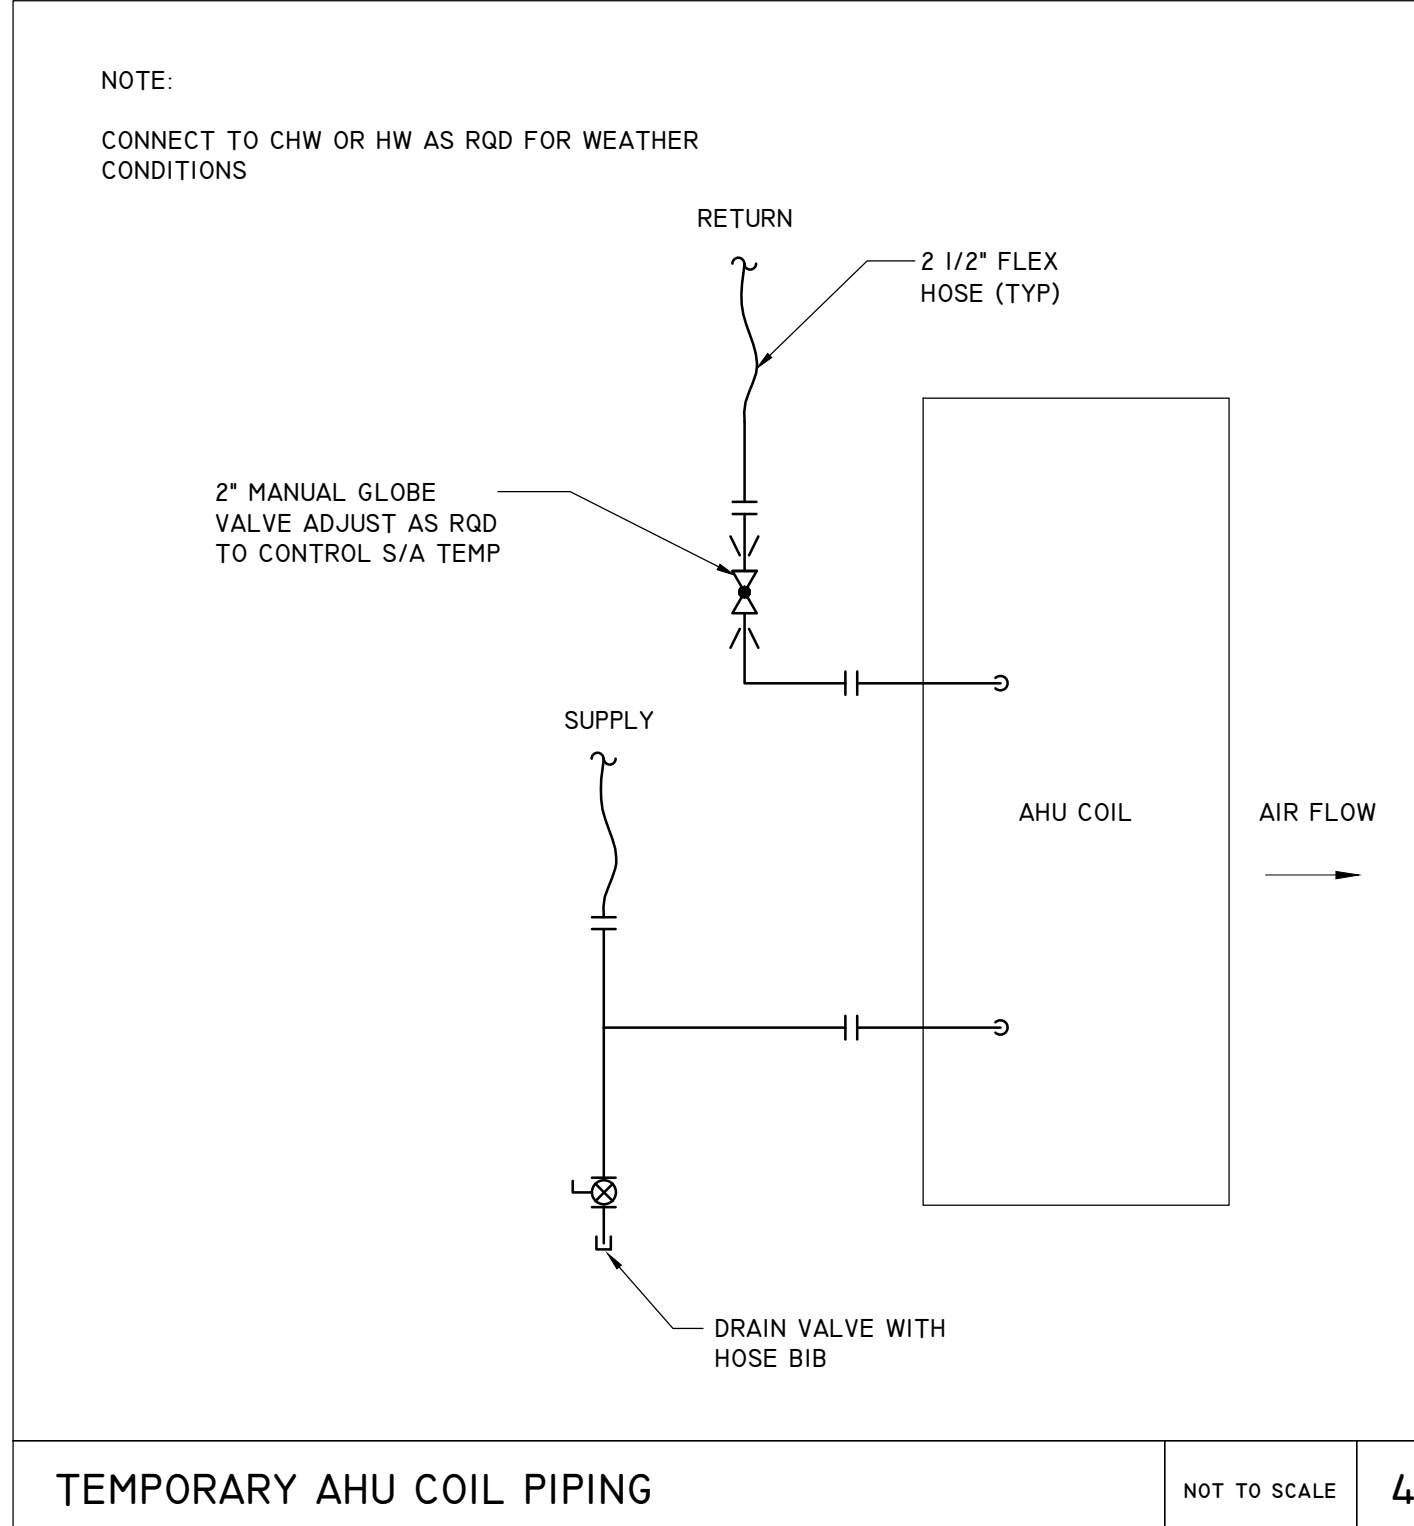 NOTE:
CONNECT TO CHW OR HW AS RQD FOR WEATHER
CONDITIONS
RETURN
2 1/2" FLEX
HOSE (TYP)
2" MANUAL GLOBE
VALVE ADJUST AS RQD
TO CONTROL S/A TEMP
SUPPLY
AHU COIL
AIR FLOW
DRAIN VALVE WITH
HOSE BIB
TEMPORARY AHU COIL PIPING
NOT TO SCALE
4